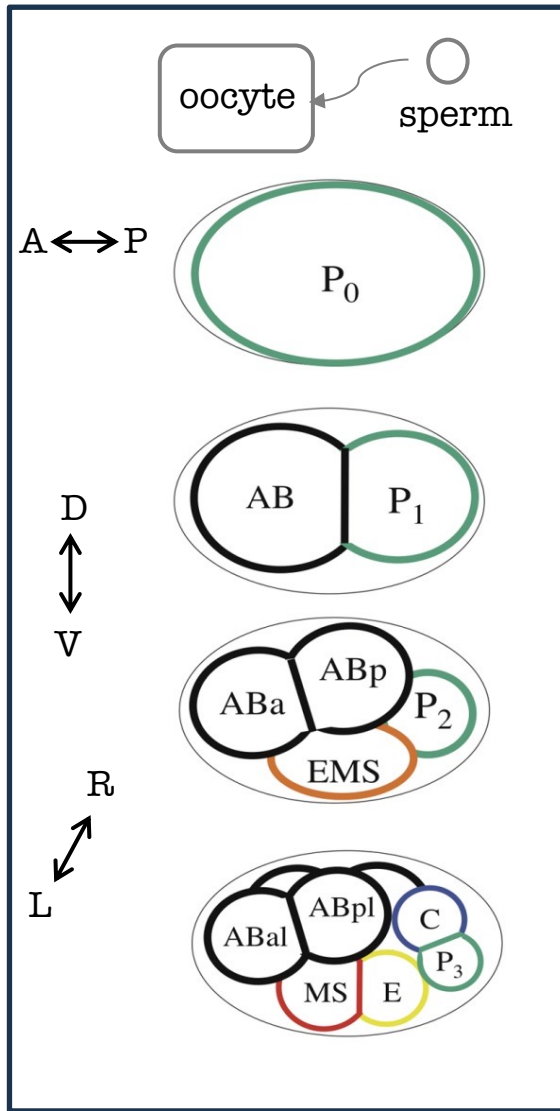 oocyte
sperm
A P
P₀
AB P₁
D
V
ABa ABp P₂
EMS
R
L
ABal ABpl C
P₃
MS E